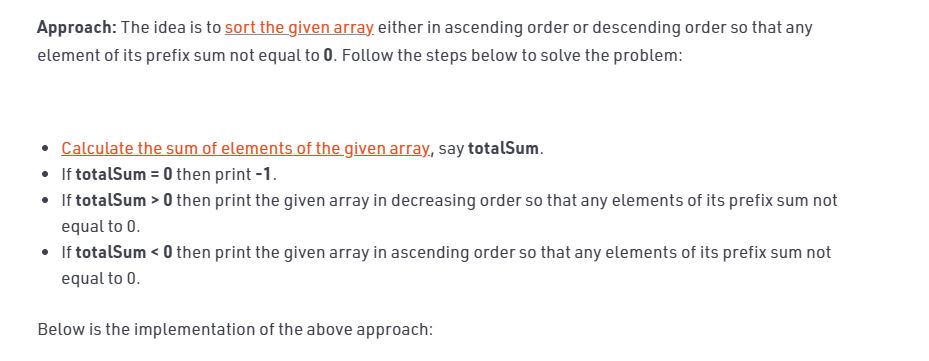 Approach: The idea is to sort the given array either in ascending order or descending order so that any
element of its prefix sum not equal to 0. Follow the steps below to solve the problem:
• Calculate the sum of elements of the given array, say totalSum.
• If totalSum = 0 then print -1.
• If totalSum > 0 then print the given array in decreasing order so that any elements of its prefix sum not
equal to 0.
• If totalSum < 0 then print the given array in ascending order so that any elements of its prefix sum not
equal to 0.
Below is the implementation of the above approach: